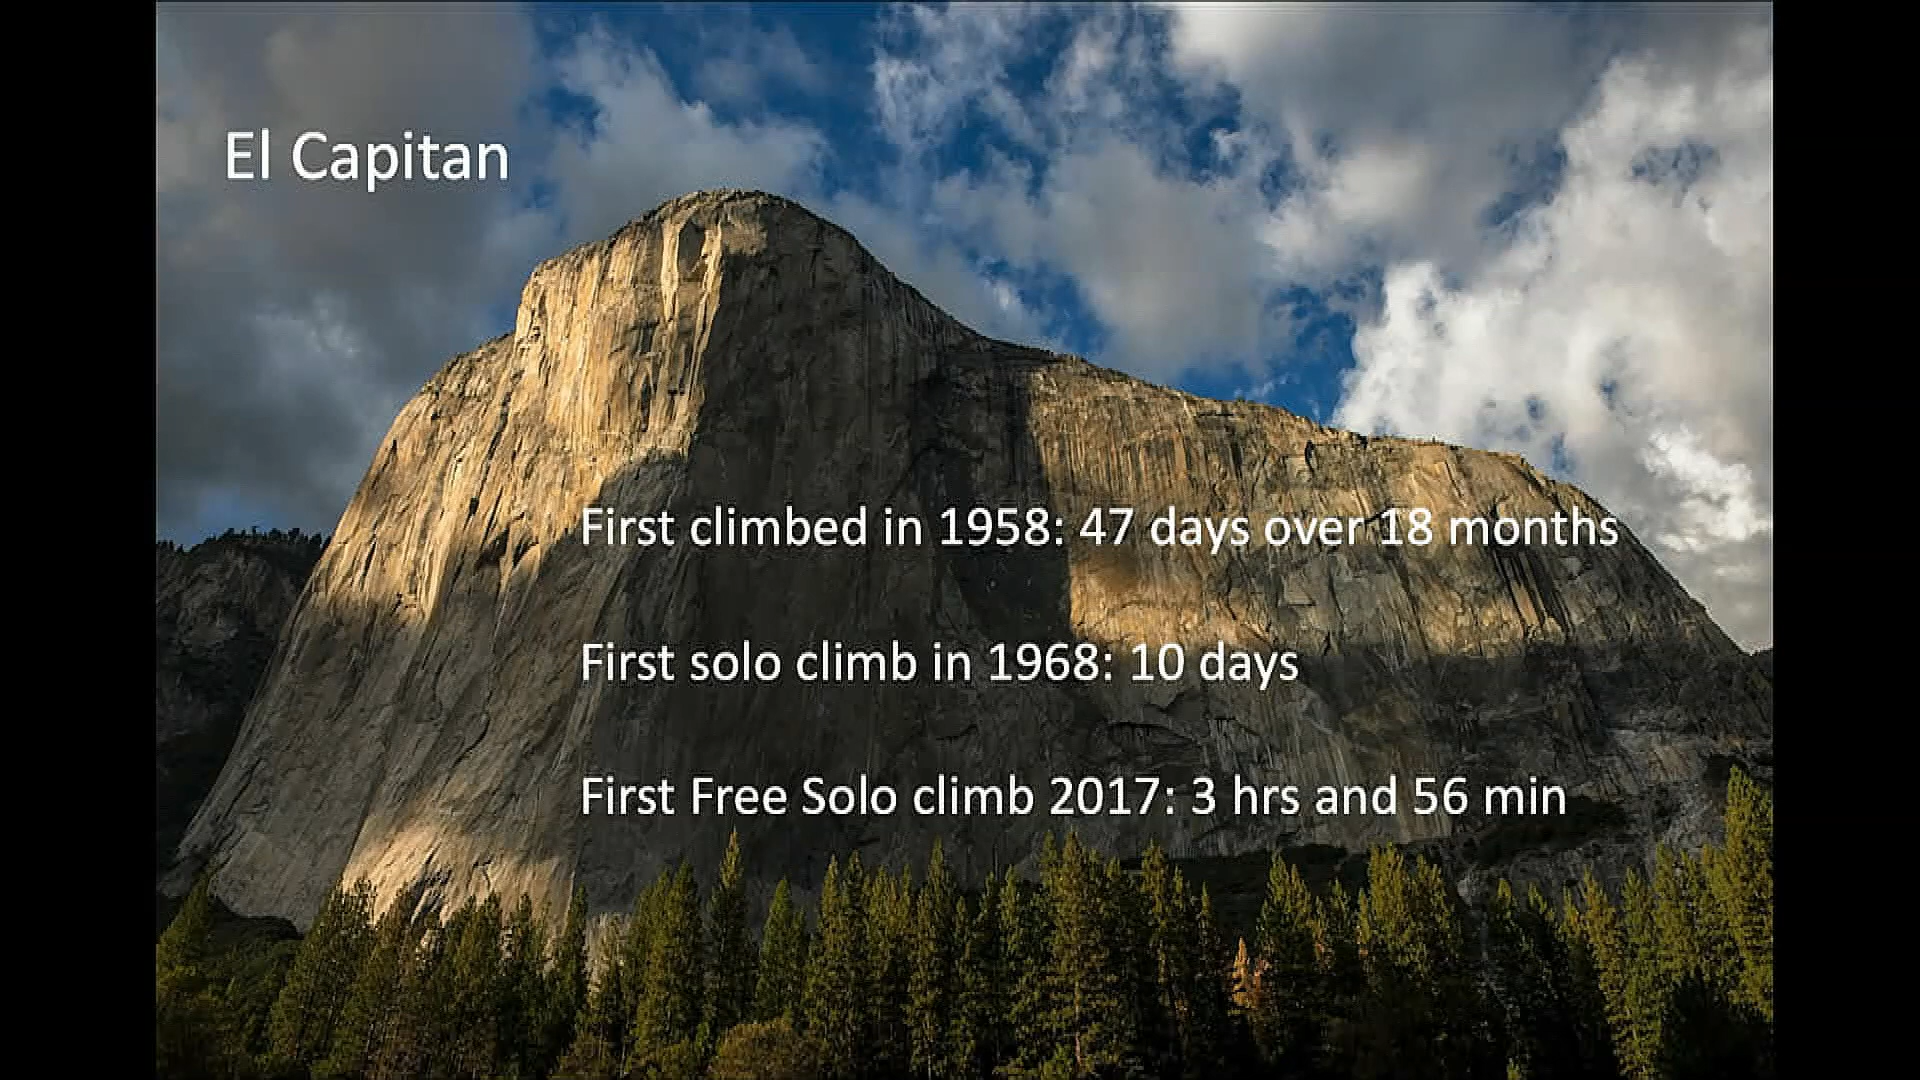 El Capitan
First climbed in 1958: 47 days over 18 months
First solo climb in 1968: 10 days
First Free Solo climb 2017: 3 hrs and 56 min